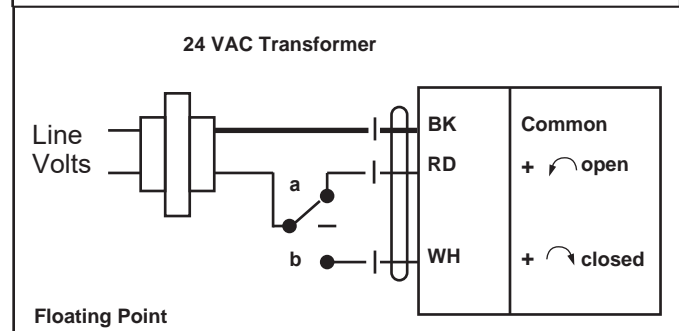 24 VAC Transformer
Line
Volts
BK
Common
a
RD
+ open
b
WH
+ closed
Floating Point